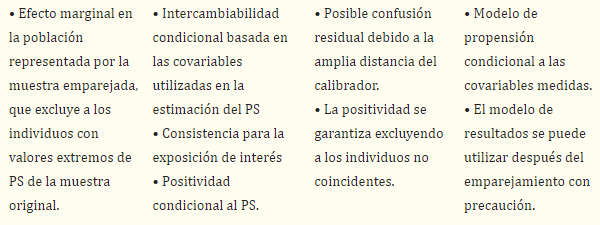 • Efecto marginal en
la población
representada por la
muestra emparejada,
que excluye a los
individuos con
valores extremos de
PS de la muestra
original.
• Intercambiabilidad
condicional basada en
las covariables
utilizadas en la
estimación del PS
• Consistencia para la
exposición de interés
• Positividad
condicional al PS.
• Posible confusión
residual debido a la
amplia distancia del
calibrador.
• La positividad se
garantiza excluyendo
a los individuos no
coincidentes.
• Modelo de
propensión
condicional a las
covariables medidas.
• El modelo de
resultados se puede
utilizar después del
emparejamiento con
precaución.